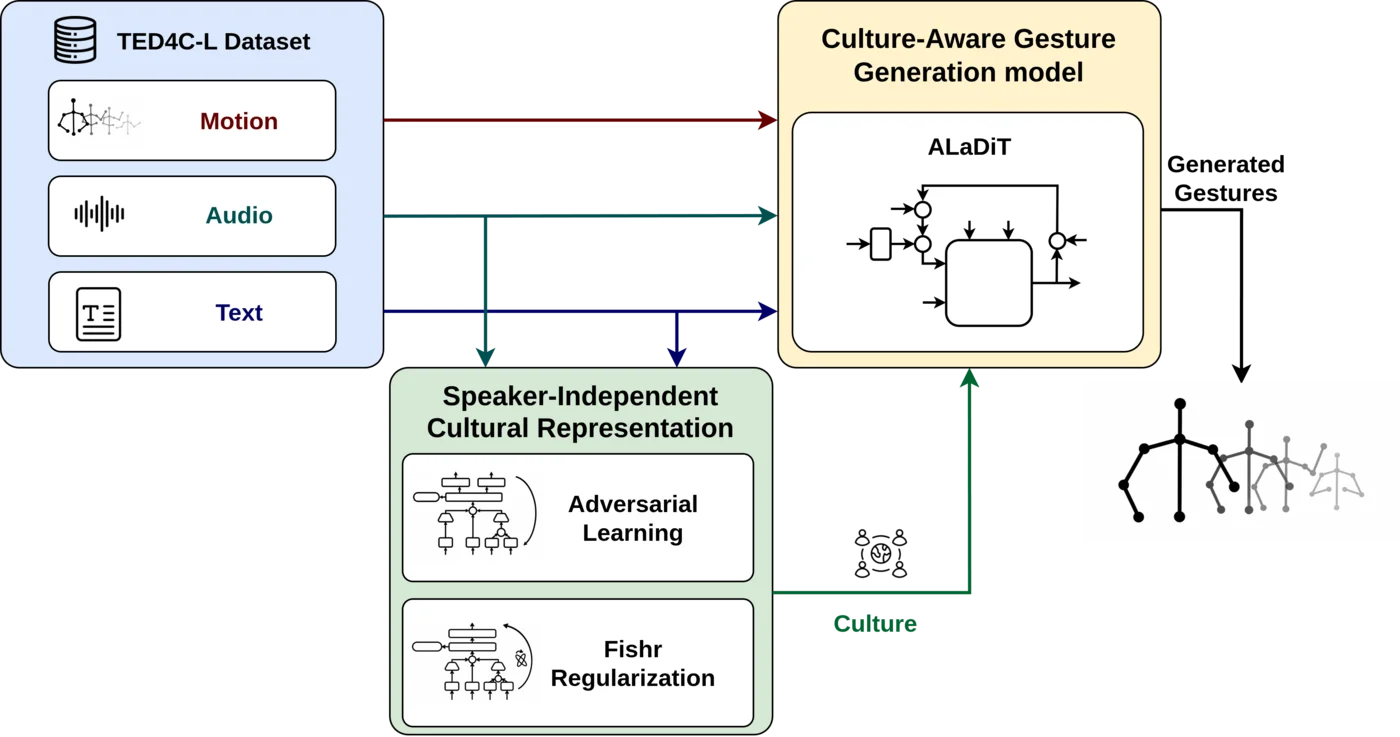 TED4C-L Dataset
Motion
Audio
Text
Culture-Aware Gesture
Generation model
ALaDiT
Generated
Gestures
Speaker-Independent
Cultural Representation
Adversarial
Learning
Fishr
Regularization
Culture